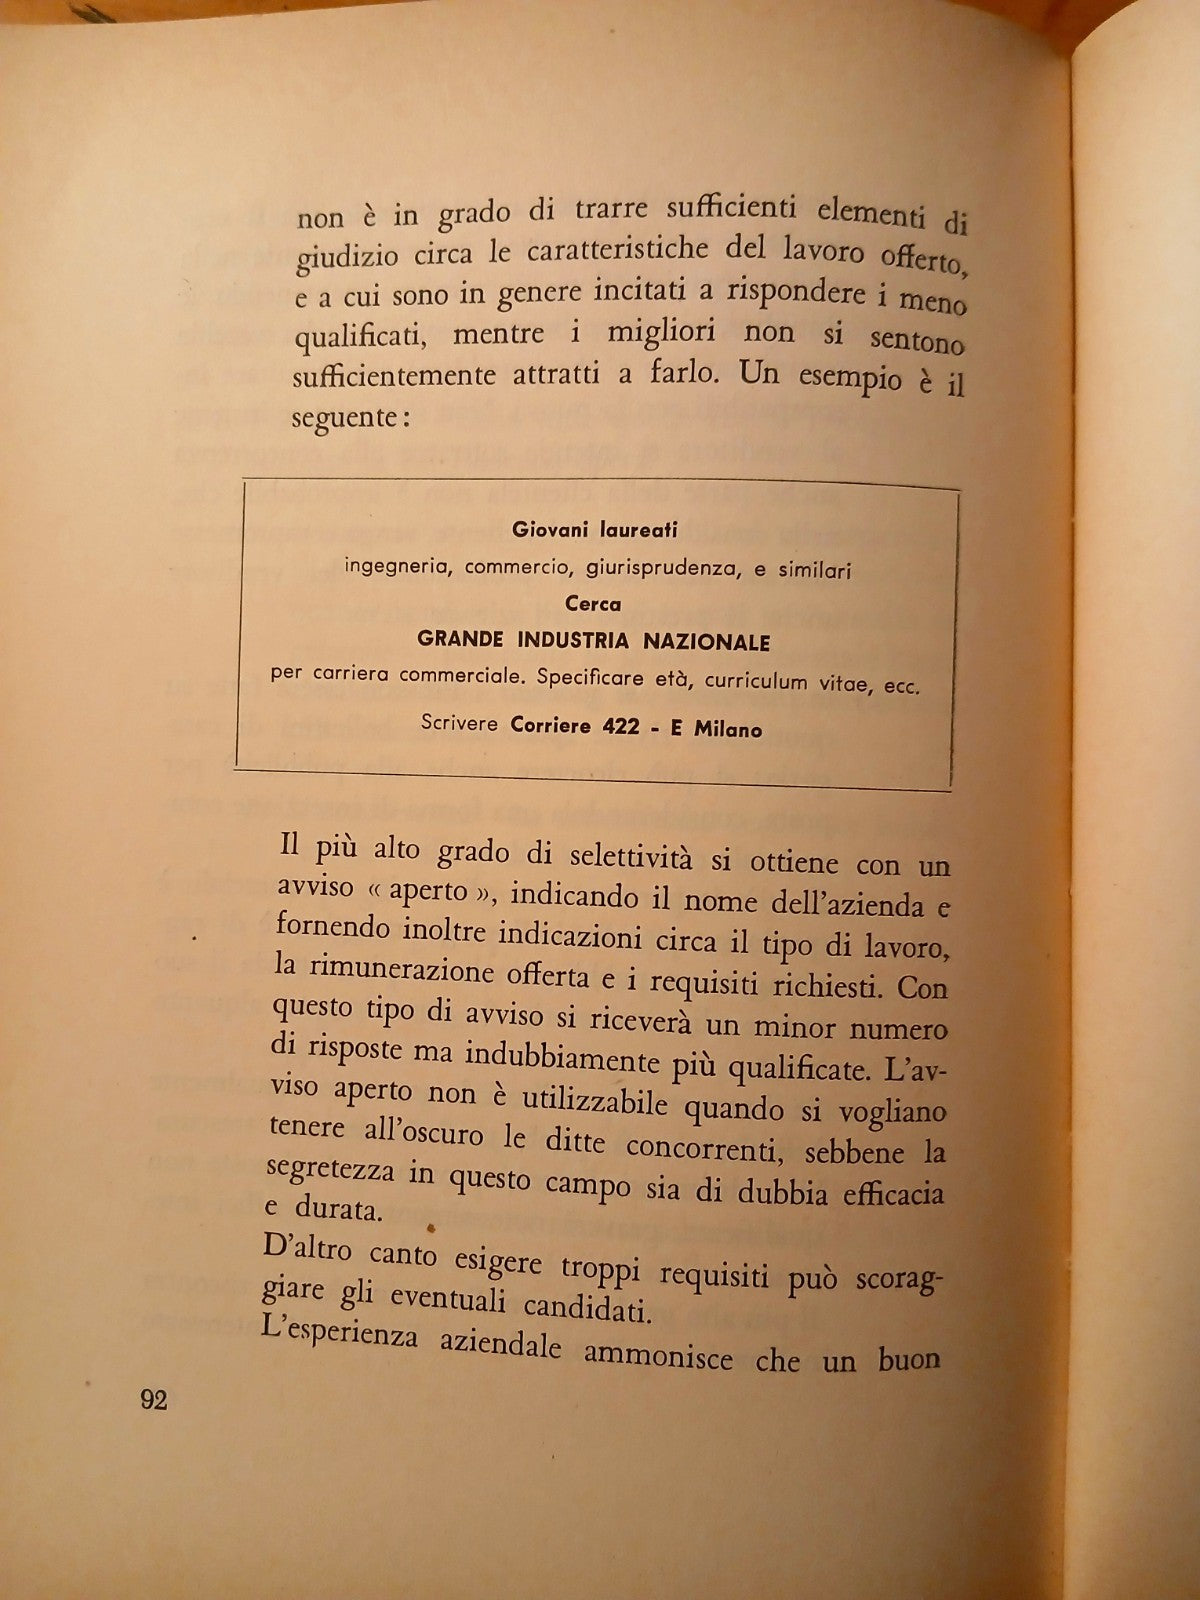 non è in grado di trarre sufficienti elementi di
giudizio circa le caratteristiche del lavoro offerto,
e a cui sono in genere incitati a rispondere i meno
qualificati, mentre i migliori non si sentono
sufficientemente attratti a farlo. Un esempio è il
seguente:
Giovani laureati
ingegneria, commercio, giurisprudenza, e similari
Cerca
GRANDE INDUSTRIA NAZIONALE
per carriera commerciale. Specificare età, curriculum vitae, ecc.
Scrivere Corriere 422 - E Milano
Il più alto grado di selettività si ottiene con un
avviso « aperto », indicando il nome dell'azienda e
fornendo inoltre indicazioni circa il tipo di lavoro,
la rimunerazione offerta e i requisiti richiesti. Con
questo tipo di avviso si riceverà un minor numero
di risposte ma indubbiamente più qualificate. L'av-
viso aperto non è utilizzabile quando si vogliano
tenere all'oscuro le ditte concorrenti, sebbene la
segretezza in questo campo sia di dubbia efficacia
e durata.
D'altro canto esigere troppi requisiti può scorag-
giare gli eventuali candidati.
L'esperienza aziendale ammonisce che un buon
92